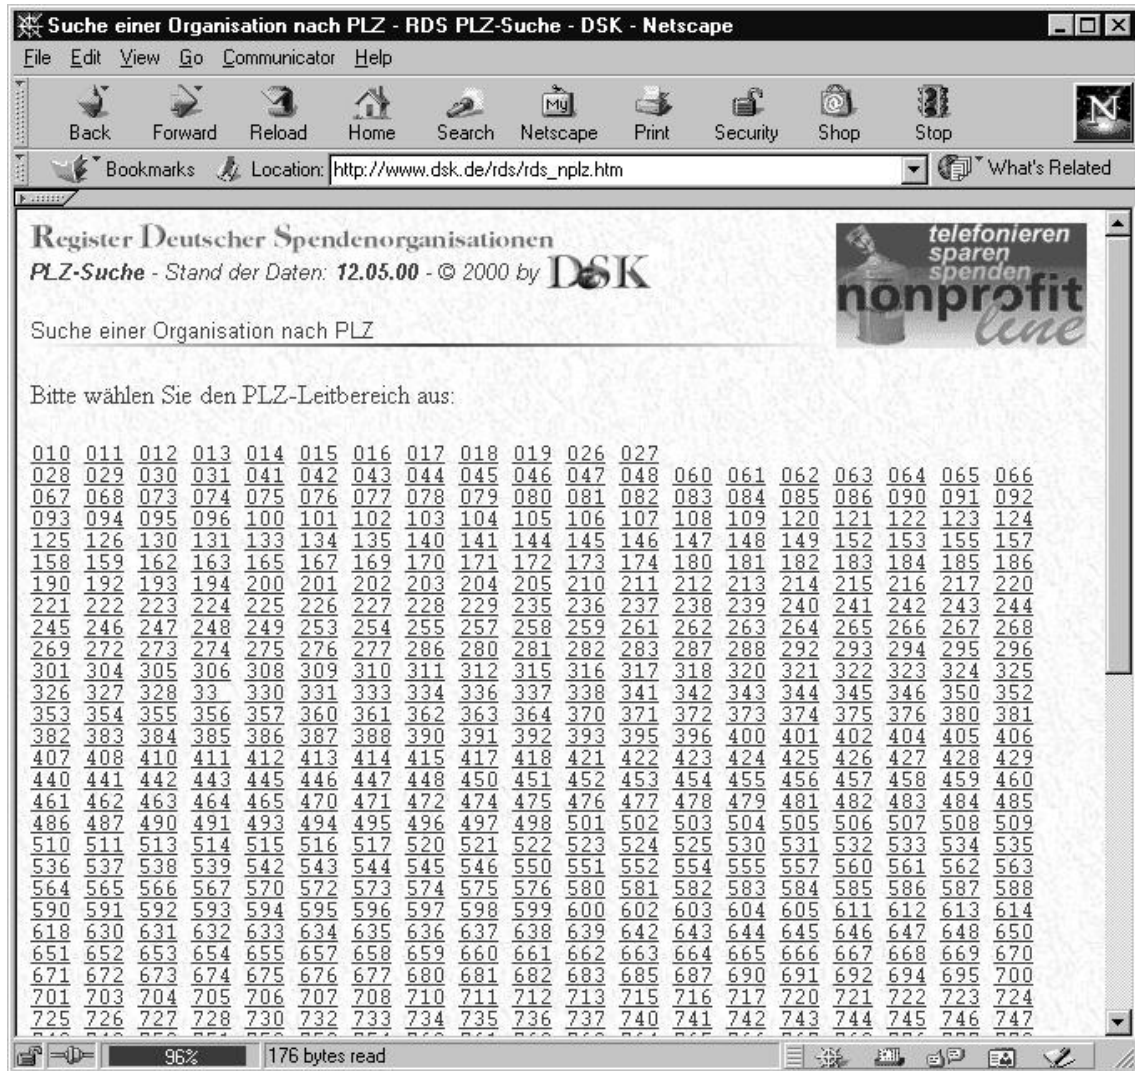 Suche einer Organisation nach PLZ - RDS PLZ-Suche - DSK - Netscape
File Edit View Go Communicator Help
My
N
Back Forward Reload Home Search Netscape Print Security Shop Stop
Bookmarks Location: http://www.dsk.de/rds/rds_nplz.htm What's Related
Register Deutscher Spendenorganisationen
PLZ-Suche - Stand der Daten: 12.05.00 - © 2000 by DSK
telefonieren
sparen
spenden
nonprofit
line
Suche einer Organisation nach PLZ
Bitte wählen Sie den PLZ-Leitbereich aus:
010 011 012 013 014 015 016 017 018 019 026 027
028 029 030 031 041 042 043 044 045 046 047 048 060 061 062 063 064 065 066
067 068 073 074 075 076 077 078 079 080 081 082 083 084 085 086 090 091 092
093 094 095 096 100 101 102 103 104 105 106 107 108 109 120 121 122 123 124
125 126 130 131 133 134 135 140 141 144 145 146 147 148 149 152 153 155 157
158 159 162 163 165 167 169 170 171 172 173 174 180 181 182 183 184 185 186
190 192 193 194 200 201 202 203 204 205 210 211 212 213 214 215 216 217 220
221 222 223 224 225 226 227 228 229 235 236 237 238 239 240 241 242 243 244
245 246 247 248 249 253 254 255 257 258 259 261 262 263 264 265 266 267 268
269 272 273 274 275 276 277 286 280 281 282 283 287 288 292 293 294 295 296
301 304 305 306 308 309 310 311 312 315 316 317 318 320 321 322 323 324 325
326 327 328 33 330 331 333 334 336 337 338 341 342 343 344 345 346 350 352
353 354 355 356 357 360 361 362 363 364 370 371 372 373 374 375 376 380 381
382 383 384 385 386 387 388 390 391 392 393 395 396 400 401 402 404 405 406
407 408 410 411 412 413 414 415 417 418 421 422 423 424 425 426 427 428 429
440 441 442 443 445 446 447 448 450 451 452 453 454 455 456 457 458 459 460
461 462 463 464 465 470 471 472 474 475 476 477 478 479 481 482 483 484 485
486 487 490 491 493 494 495 496 497 498 501 502 503 504 505 506 507 508 509
510 511 513 514 515 516 517 520 521 522 523 524 525 530 531 532 533 534 535
536 537 538 539 542 543 544 545 546 550 551 552 554 555 557 560 561 562 563
564 565 566 567 570 572 573 574 575 576 580 581 582 583 584 585 586 587 588
590 591 592 593 594 595 596 597 598 599 600 602 603 604 605 611 612 613 614
618 630 631 632 633 634 635 636 637 638 639 642 643 644 645 646 647 648 650
651 652 653 654 655 657 658 659 660 661 662 663 664 665 666 667 668 669 670
671 672 673 674 675 676 677 680 681 682 683 685 687 690 691 692 694 695 700
701 703 704 705 706 707 708 710 711 712 713 715 716 717 720 721 722 723 724
725 726 727 728 730 732 733 734 735 736 737 740 741 742 743 744 745 746 747
96% 176 bytes read